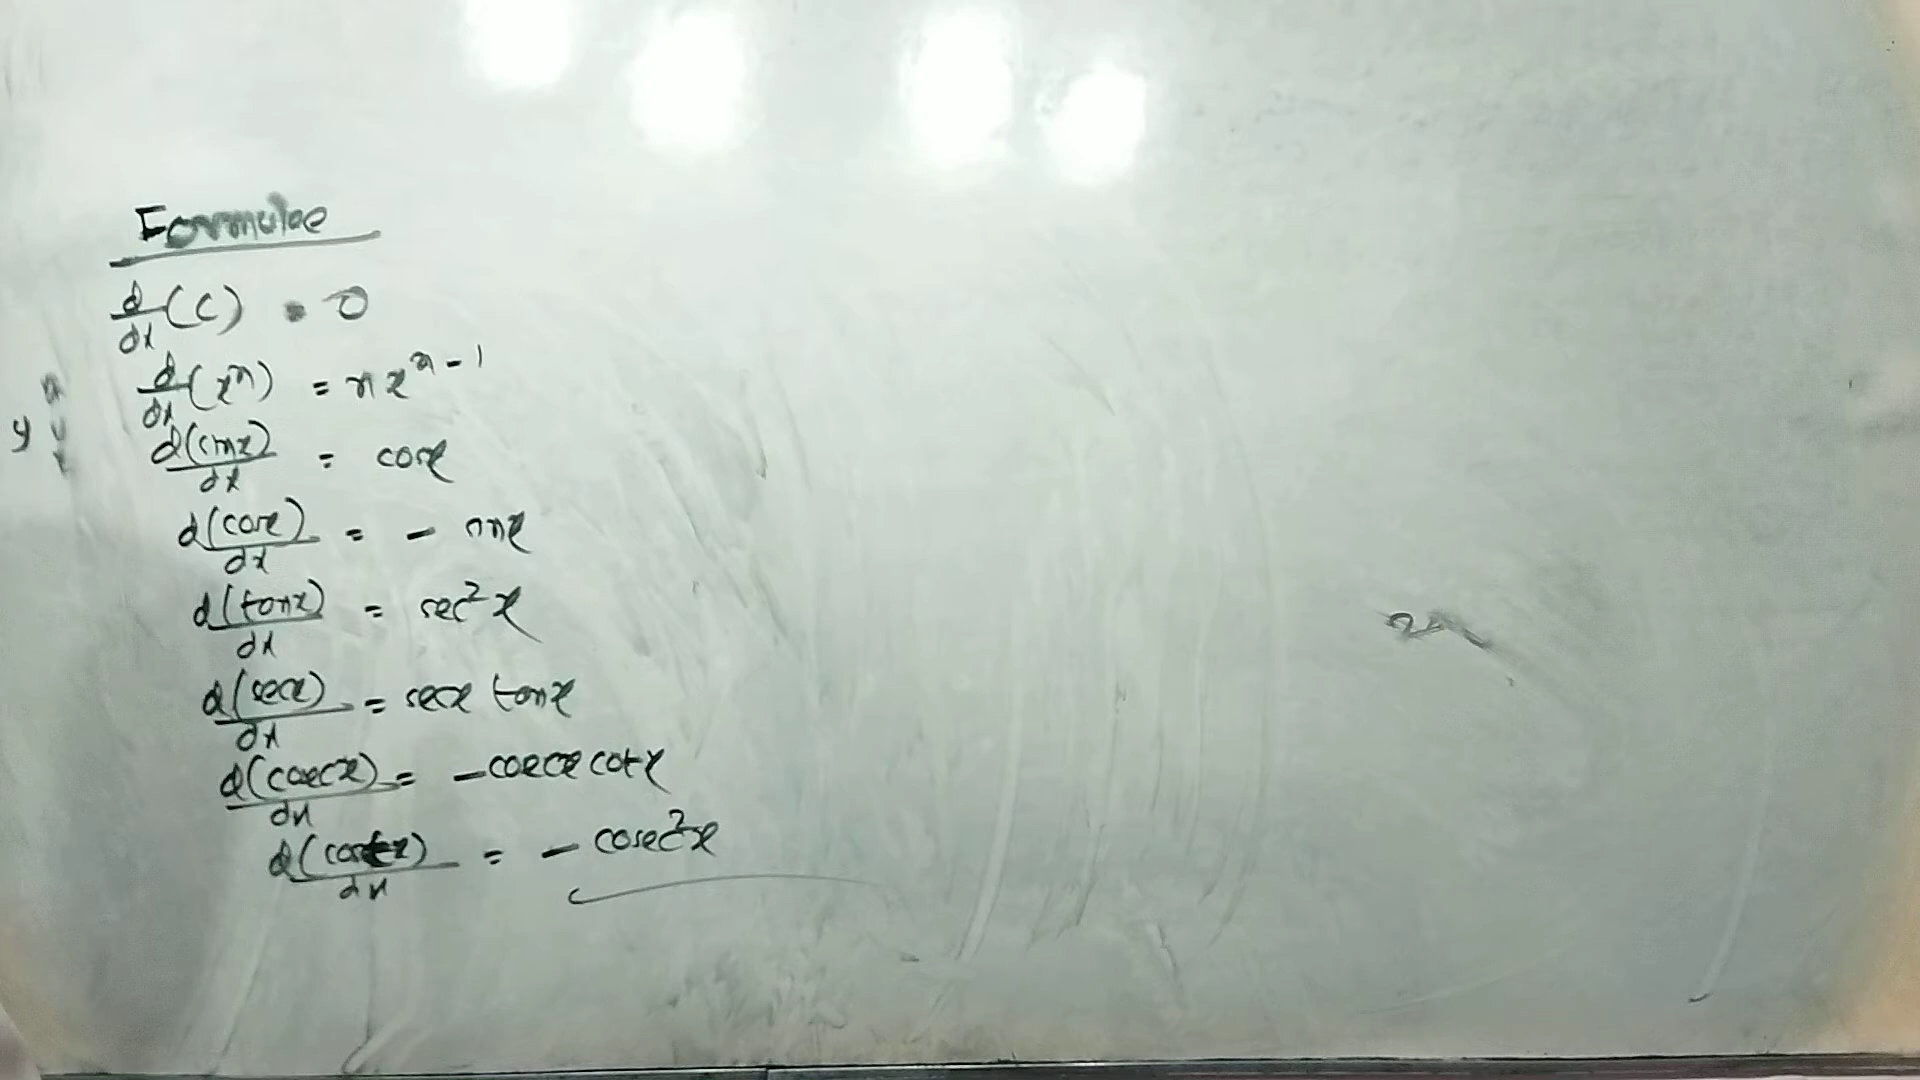 Formulae
d/dx (c) = 0
d/dx (xⁿ) = n xⁿ⁻¹
y
d(sinx)/dx = cosx
d(cosx)/dx = - sinx
d(tanx)/dx = sec²x
d(secx)/dx = secx tanx
d(cosecx)/dx = -cosecx cotx
d(cotx)/dx = - cosec²x